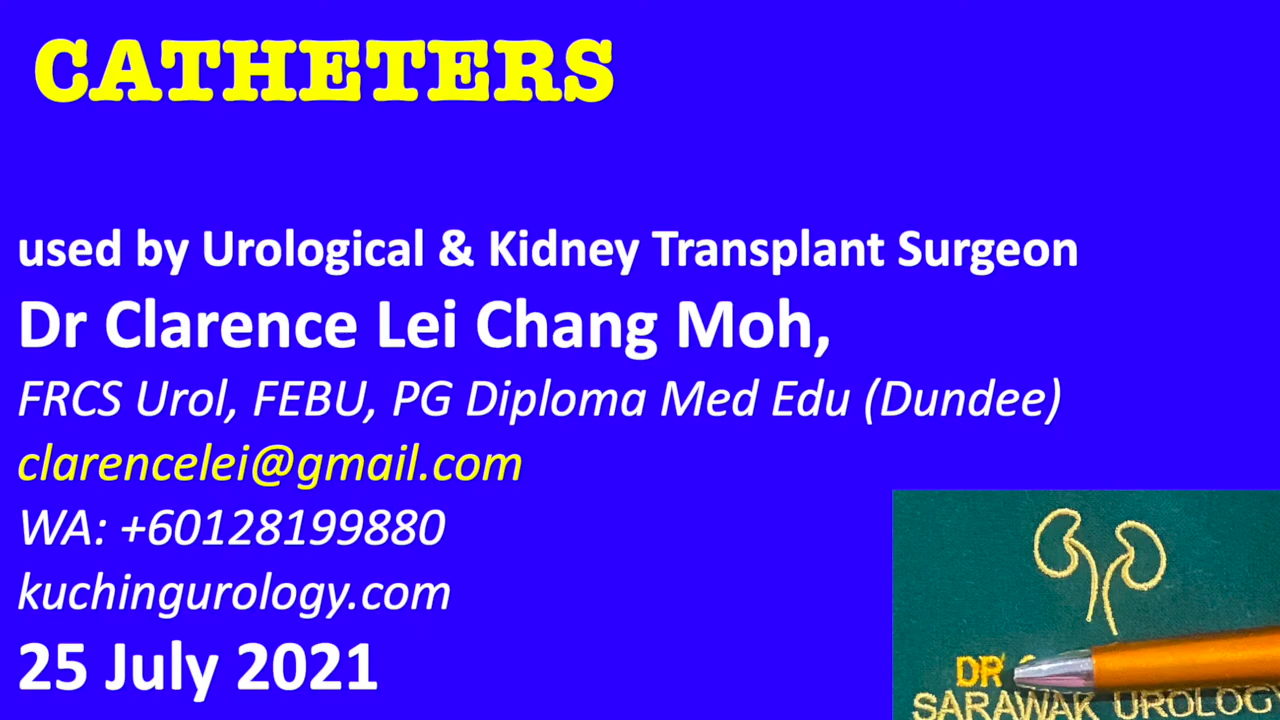 CATHETERS
used by Urological & Kidney Transplant Surgeon
Dr Clarence Lei Chang Moh,
FRCS Urol, FEBU, PG Diploma Med Edu (Dundee)
clarencelei@gmail.com
WA: +60128199880
kuchingurology.com
25 July 2021
DR
SARAWAK UROLOGY